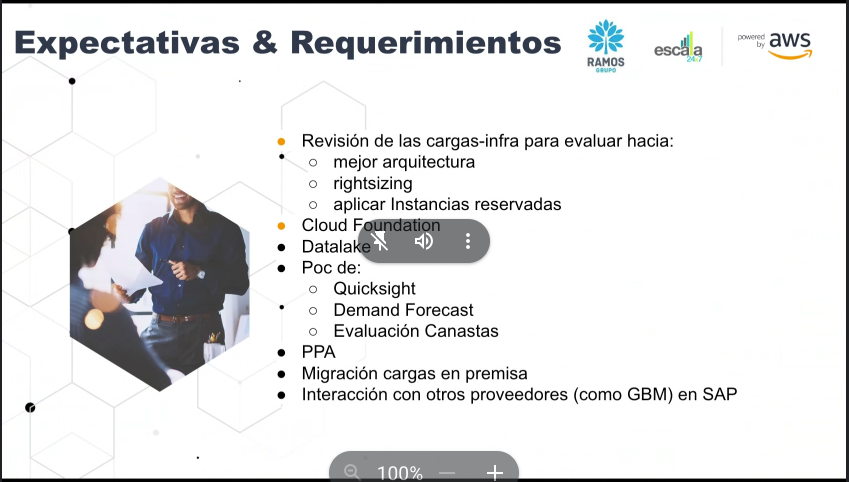 Expectativas & Requerimientos
RAMOS
GRUPO
escala
24x7
powered
by
aws
Revisión de las cargas-infra para evaluar hacia:
mejor arquitectura
rightsizing
aplicar Instancias reservadas
Cloud Foundation
Datalake
Poc de:
Quicksight
Demand Forecast
Evaluación Canastas
PPA
Migración cargas en premisa
Interacción con otros proveedores (como GBM) en SAP
100%